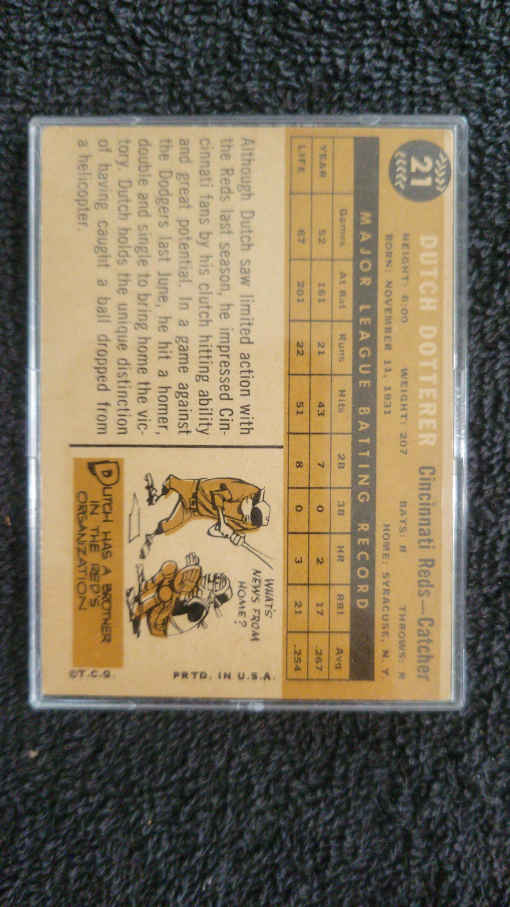 21
DUTCH DOTTERER Cincinnati Reds—Catcher
HEIGHT: 6:00 WEIGHT: 207 BATS: R THROWS: R
BORN: NOVEMBER 11, 1931 HOME: SYRACUSE, N. Y.
MAJOR LEAGUE BATTING RECORD
Games At Bat Runs Hits 2B 3B HR RBI Avg
YEAR 52 161 21 43 7 0 2 17 .267
LIFE 67 201 22 51 8 0 3 21 .254
Although Dutch saw limited action with
the Reds last season, he impressed Cin-
cinnati fans by his clutch hitting ability
and great potential. In a game against
the Dodgers last June, he hit a homer,
double and single to bring home the vic-
tory. Dutch holds the unique distinction
of having caught a ball dropped from
a helicopter.
WHAT'S
NEWS FROM
HOME?
DUTCH HAS A BROTHER
IN THE RED'S
ORGANZATION
©T.C.G. PRTD. IN U.S.A.